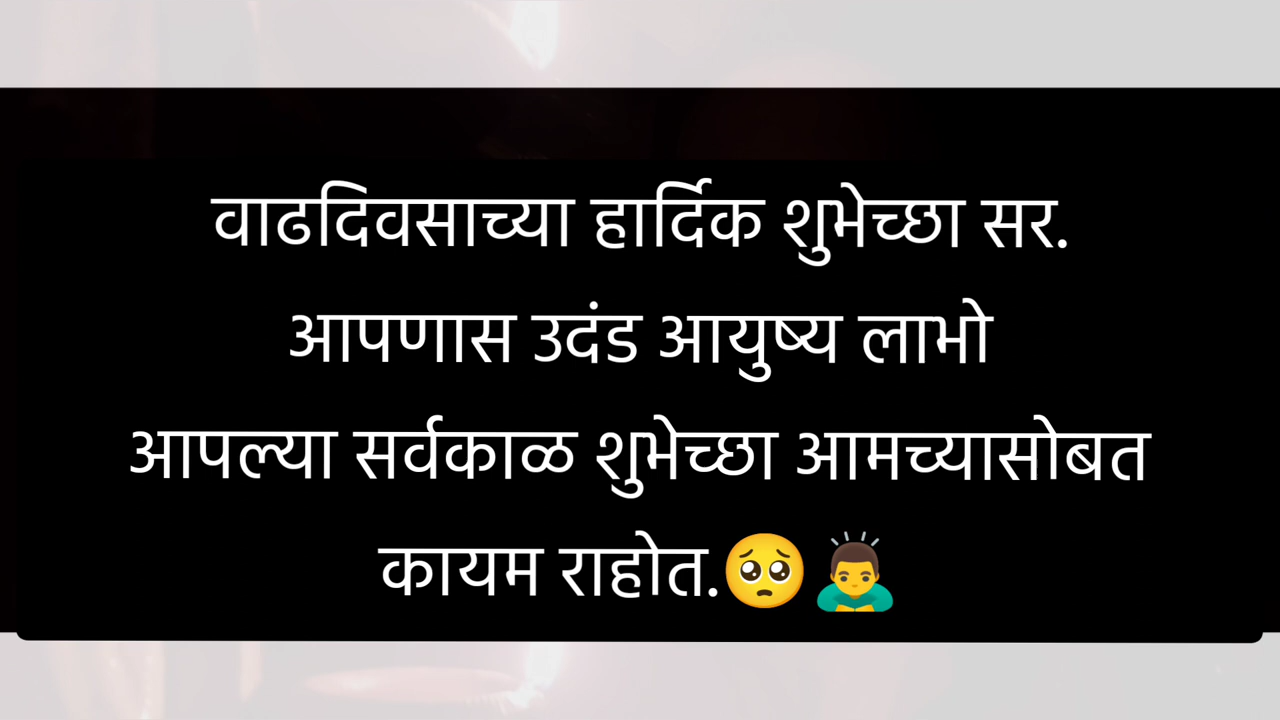 वाढदिवसाच्या हार्दिक शुभेच्छा सर.
आपणास उदंड आयुष्य लाभो
आपल्या सर्वकाळ शुभेच्छा आमच्यासोबत
कायम राहोत.🥺🙇‍♂️